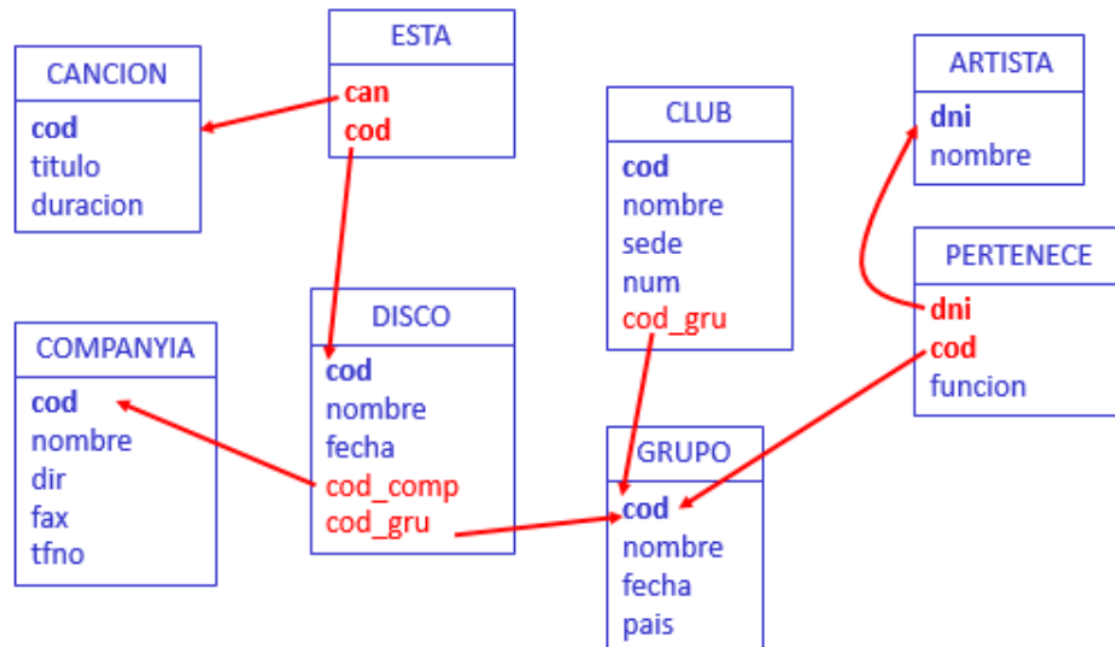 CANCION
cod
titulo
duracion
ESTA
can
cod
CLUB
cod
nombre
sede
num
cod_gru
ARTISTA
dni
nombre
PERTENECE
dni
cod
funcion
COMPANYIA
cod
nombre
dir
fax
tfno
DISCO
cod
nombre
fecha
cod_comp
cod_gru
GRUPO
cod
nombre
fecha
pais